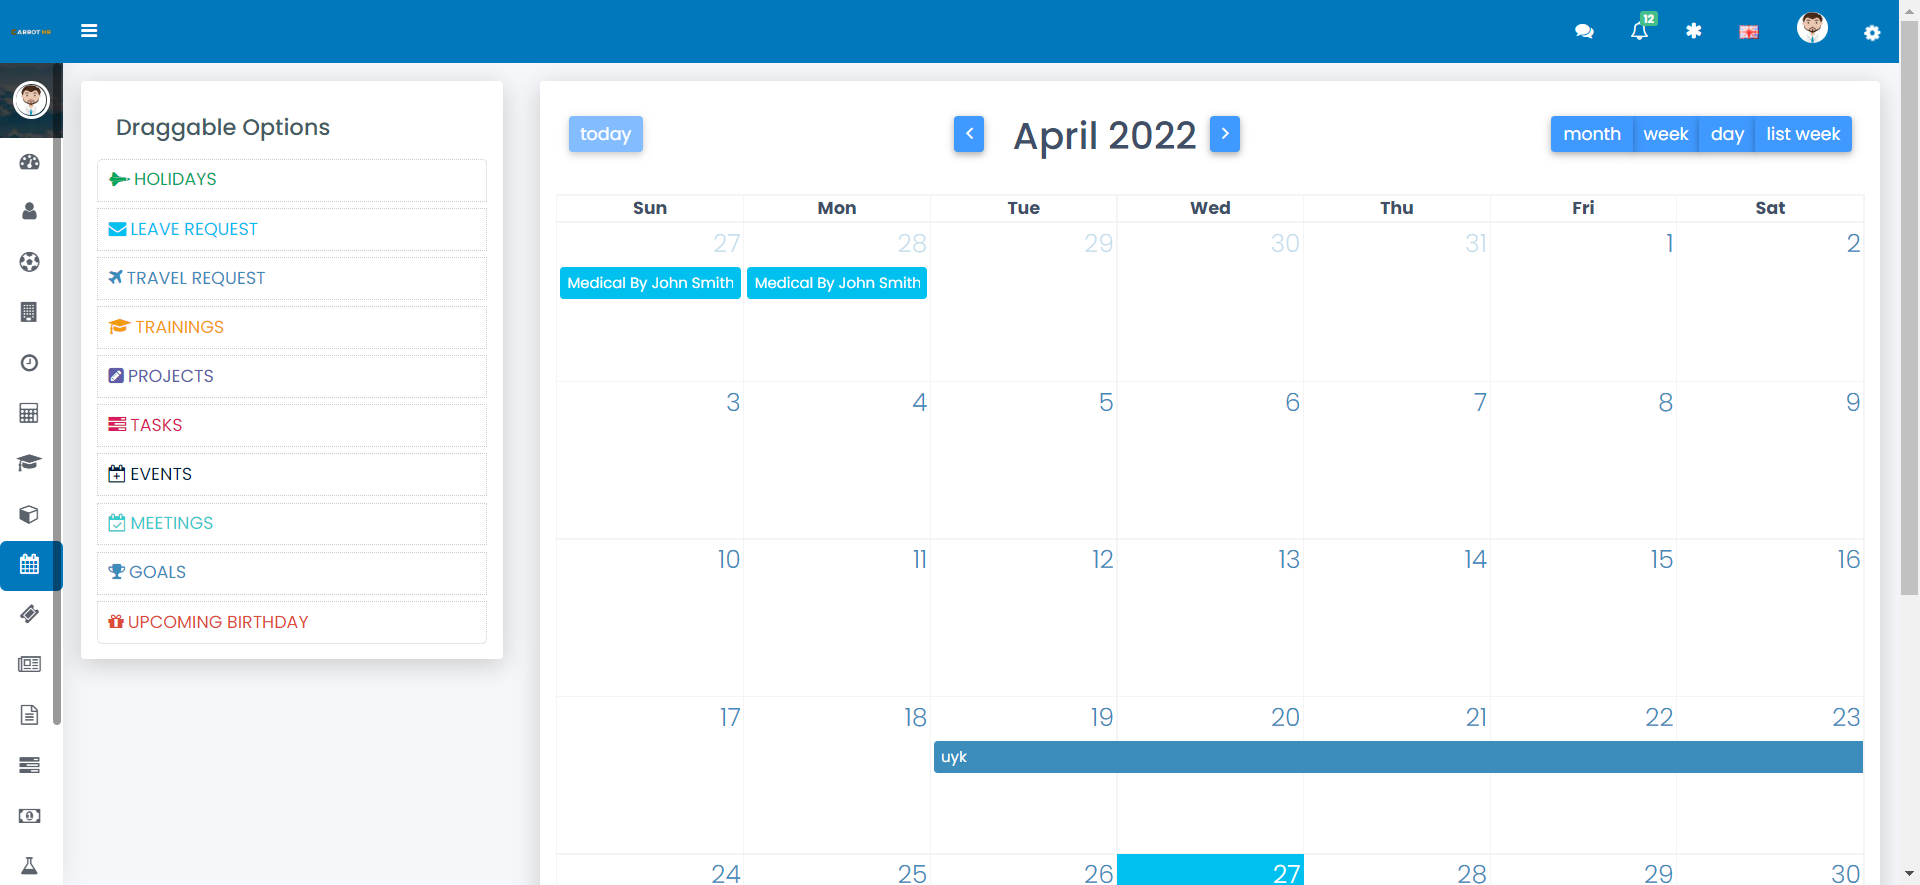 ARBOT HR
12
Draggable Options
HOLIDAYS
LEAVE REQUEST
TRAVEL REQUEST
TRAININGS
PROJECTS
TASKS
EVENTS
MEETINGS
GOALS
UPCOMING BIRTHDAY
today
April 2022
month week day list week
Sun Mon Tue Wed Thu Fri Sat
27 28 29 30 31 1 2
Medical By John Smith Medical By John Smith
3 4 5 6 7 8 9
10 11 12 13 14 15 16
17 18 19 20 21 22 23
uyk
24 25 26 27 28 29 30